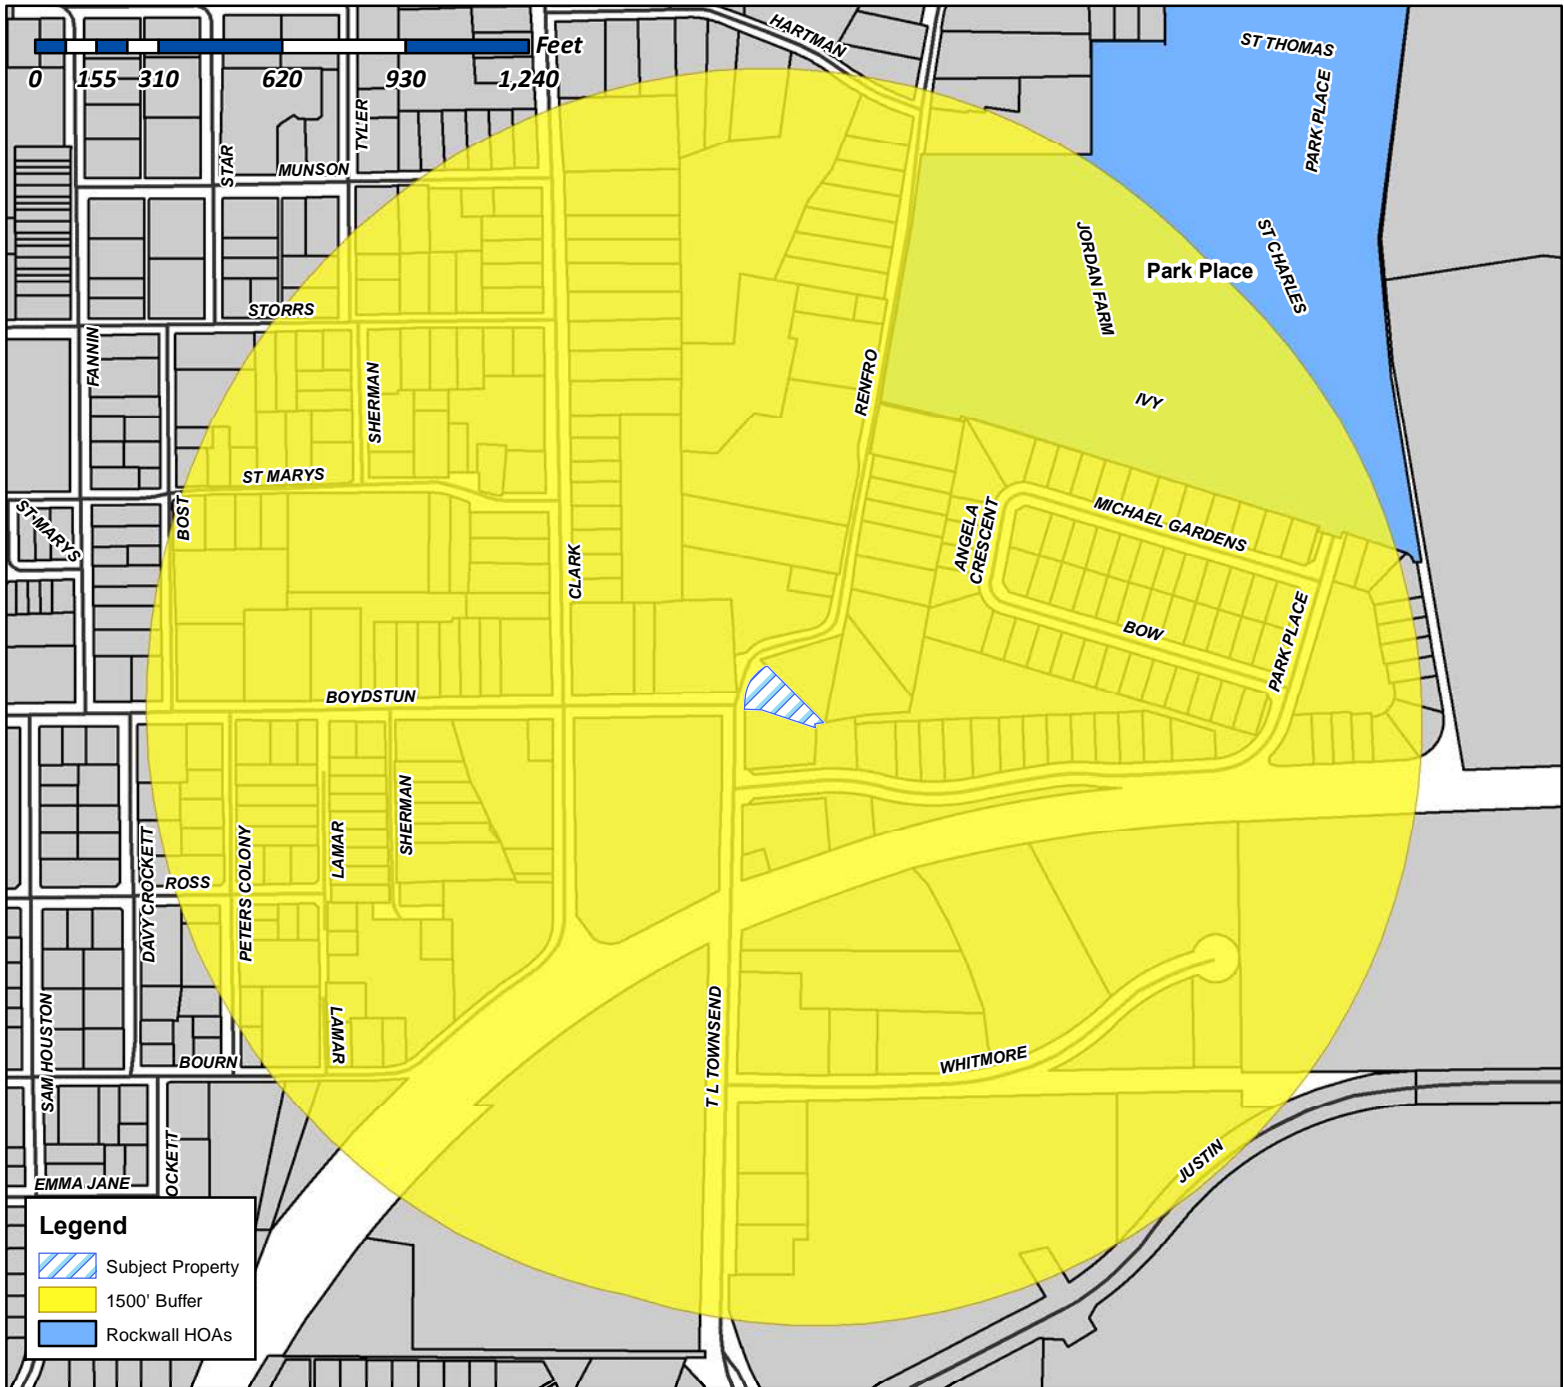 Feet
0 155 310 620 930 1,240
HARTMAN
ST THOMAS
PARK PLACE
TYLER
STAR
MUNSON
JORDAN FARM
Park Place
ST CHARLES
STORRS
FANNIN
SHERMAN
RENFRO
IVY
ST MARYS
BOST
ST MARYS
CLARK
ANGELA
CRESCENT
MICHAEL GARDENS
BOW
PARK PLACE
BOYDSTUN
SHERMAN
LAMAR
DAVY CROCKETT
PETERS COLONY
ROSS
SAM HOUSTON
LAMAR
BOURN
T L TOWNSEND
WHITMORE
JUSTIN
OCKETT
EMMA JANE
Legend
Subject Property
1500' Buffer
Rockwall HOAs